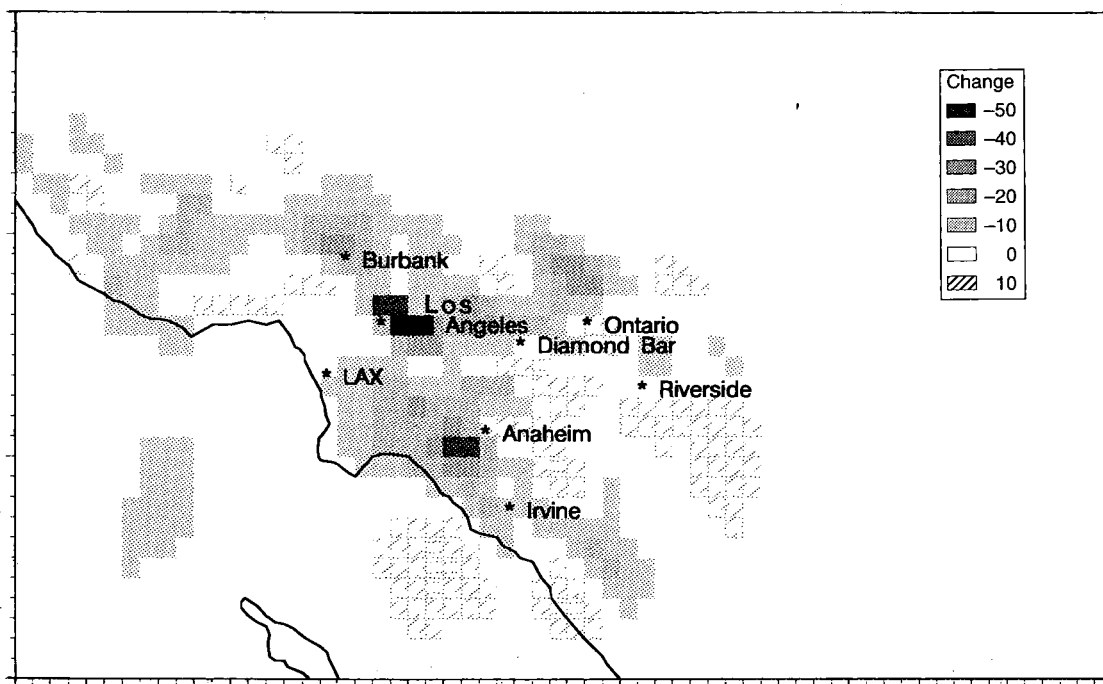 Change
−50
−40
−30
−20
−10
0
10
* Burbank
Los
* Angeles
* Ontario
* Diamond Bar
* LAX
* Riverside
* Anaheim
* Irvine